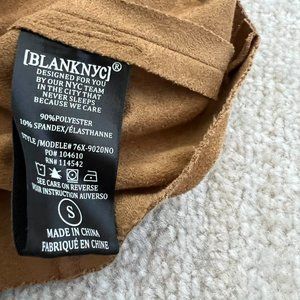 [BLANKNYC]®
DESIGNED FOR YOU
BY OUR NYC TEAM
IN THE CITY THAT
NEVER SLEEPS
BECAUSE WE CARE
90%POLYESTER
10% SPANDEX/ÉLASTHANNE
STYLE/MODELE# 76X-9020NO
PO# 104610
RN# 114542
SEE CARE ON REVERSE
VOIR INSTRUCTION AUVERSO
S
MADE IN CHINA
FABRIQUÉ EN CHINE